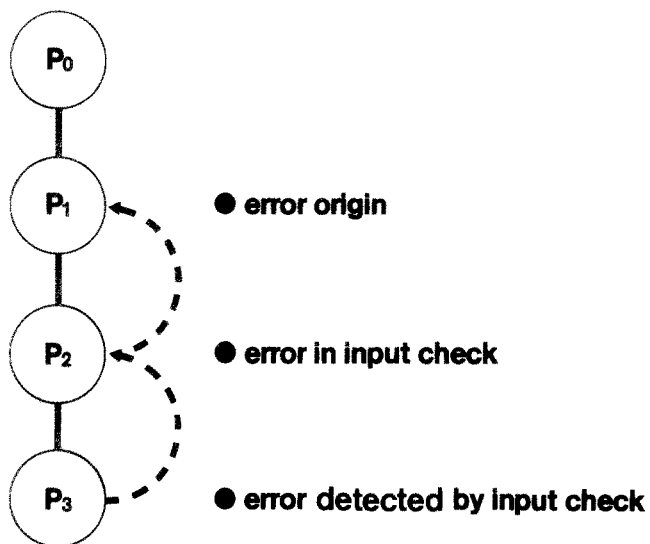 P₀
P₁ ● error origin
P₂ ● error in input check
P₃ ● error detected by input check